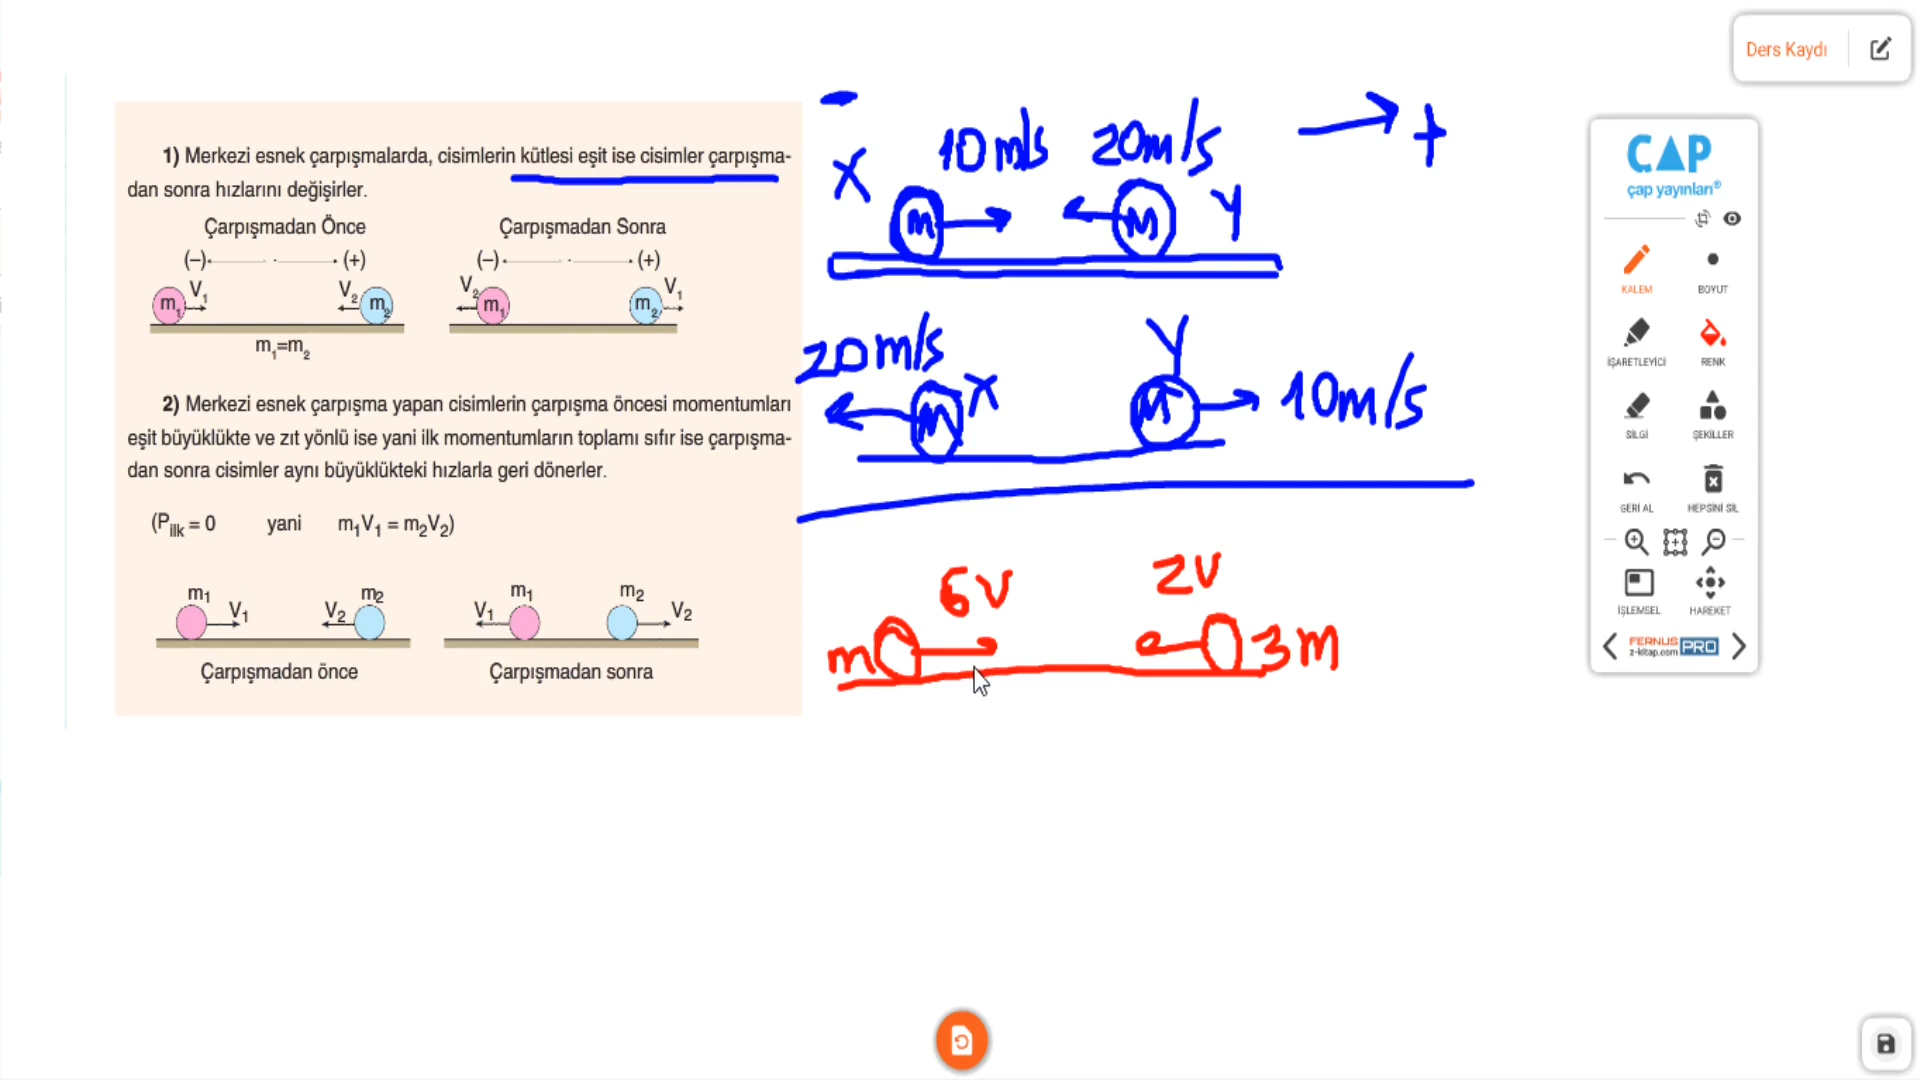 Ders Kaydı
1) Merkezi esnek çarpışmalarda, cisimlerin kütlesi eşit ise cisimler çarpışma-
dan sonra hızlarını değişirler.
Çarpışmadan Önce
Çarpışmadan Sonra
(–) (+)
(–) (+)
V1 V2
m1 m2
V2 V1
m1 m2
m1=m2
2) Merkezi esnek çarpışma yapan cisimlerin çarpışma öncesi momentumları
eşit büyüklükte ve zıt yönlü ise yani ilk momentumların toplamı sıfır ise çarpışma-
dan sonra cisimler aynı büyüklükteki hızlarla geri dönerler.
(Pilk = 0 yani m1V1 = m2V2)
m1 m2
V1 V2
m1 m2
V1 V2
Çarpışmadan önce
Çarpışmadan sonra
- +
X 10 m/s 20 m/s
m m Y
20 m/s Y
m X m 10 m/s
6V 2V
m 3m
ÇAP
çap yayınları®
KALEM BOYUT
İŞARETLEYİCİ RENK
SİLGİ ŞEKİLLER
GERİ AL HEPSİNİ SİL
İŞLEMSEL HAREKET
FERNUS
z-kitap.com PRO